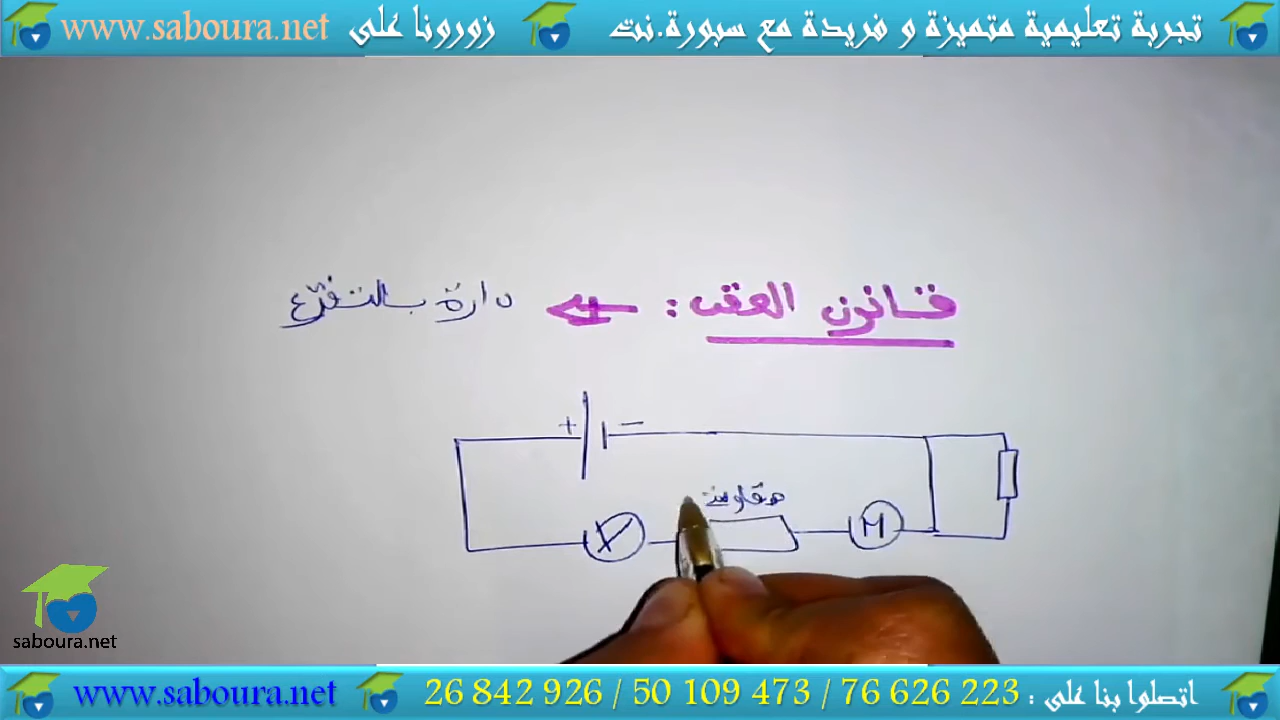 تجربة تعليمية متميزة و فريدة مع سبورة.نت زورونا على www.saboura.net
قانون العقد : دارة بالتفرع
+ −
مقاومة
M
saboura.net
اتصلوا بنا على : 76 626 223 / 50 109 473 / 26 842 926 www.saboura.net